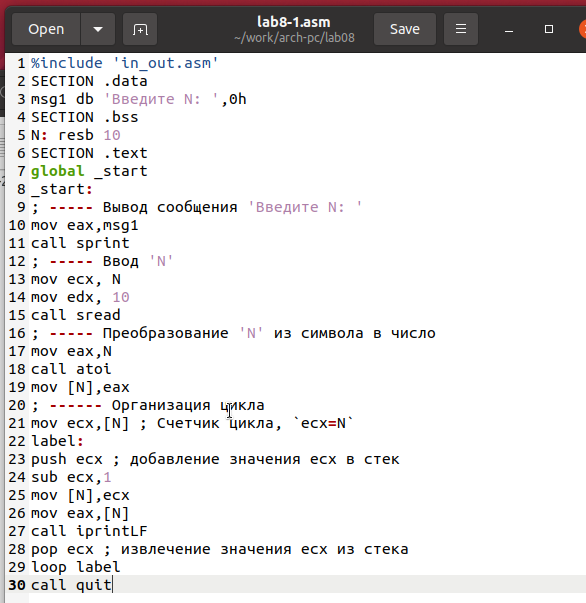 Open
lab8-1.asm
~/work/arch-pc/lab08
Save
1 %include 'in_out.asm'
2 SECTION .data
3 msg1 db 'Введите N: ',0h
4 SECTION .bss
5 N: resb 10
6 SECTION .text
7 global _start
8 _start:
9 ; ----- Вывод сообщения 'Введите N: '
10 mov eax,msg1
11 call sprint
12 ; ----- Ввод 'N'
13 mov ecx, N
14 mov edx, 10
15 call sread
16 ; ----- Преобразование 'N' из символа в число
17 mov eax,N
18 call atoi
19 mov [N],eax
20 ; ------ Организация цикла
21 mov ecx,[N] ; Счетчик цикла, `ecx=N`
22 label:
23 push ecx ; добавление значения ecx в стек
24 sub ecx,1
25 mov [N],ecx
26 mov eax,[N]
27 call iprintLF
28 pop ecx ; извлечение значения ecx из стека
29 loop label
30 call quit